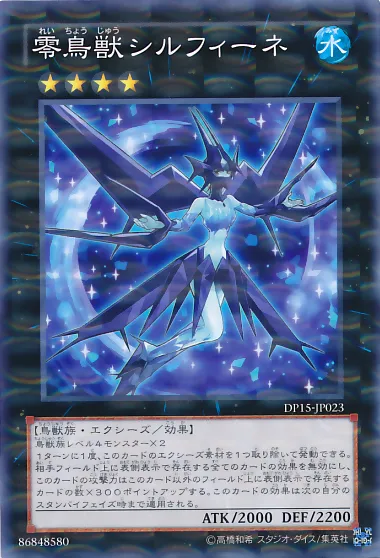 れい ちょう じゅう
零鳥獣シルフィーネ
水
DP15-JP023
【鳥獣族・エクシーズ/効果】
鳥獣族レベル4モンスター×2
1ターンに1度、このカードのエクシーズ素材を1つ取り除いて発動できる。
相手フィールド上に表側表示で存在する全てのカードの効果を無効にし、
このカードの攻撃力はこのカード以外のフィールド上に表側表示で存在する
カードの数×300ポイントアップする。このカードの効果は次の自分の
スタンバイフェイズ時まで適用される。
ATK/2000 DEF/2200
86848580
©高橋和希 スタジオ・ダイス/集英社